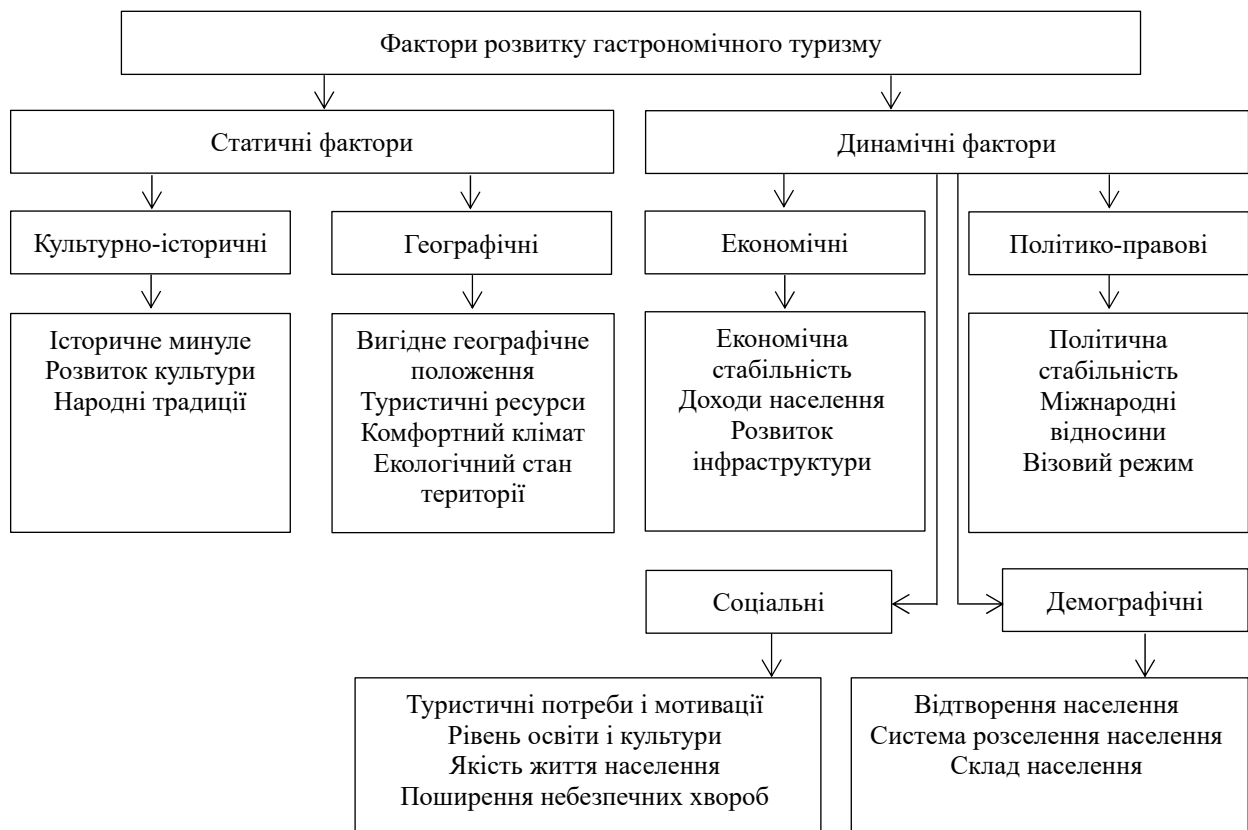 Фактори розвитку гастрономічного туризму
Статичні фактори
Динамічні фактори
Культурно-історичні
Географічні
Економічні
Політико-правові
Історичне минуле
Розвиток культури
Народні традиції
Вигідне географічне
положення
Туристичні ресурси
Комфортний клімат
Екологічний стан
території
Економічна
стабільність
Доходи населення
Розвиток
інфраструктури
Політична
стабільність
Міжнародні
відносини
Візовий режим
Соціальні
Демографічні
Туристичні потреби і мотивації
Рівень освіти і культури
Якість життя населення
Поширення небезпечних хвороб
Відтворення населення
Система розселення населення
Склад населення